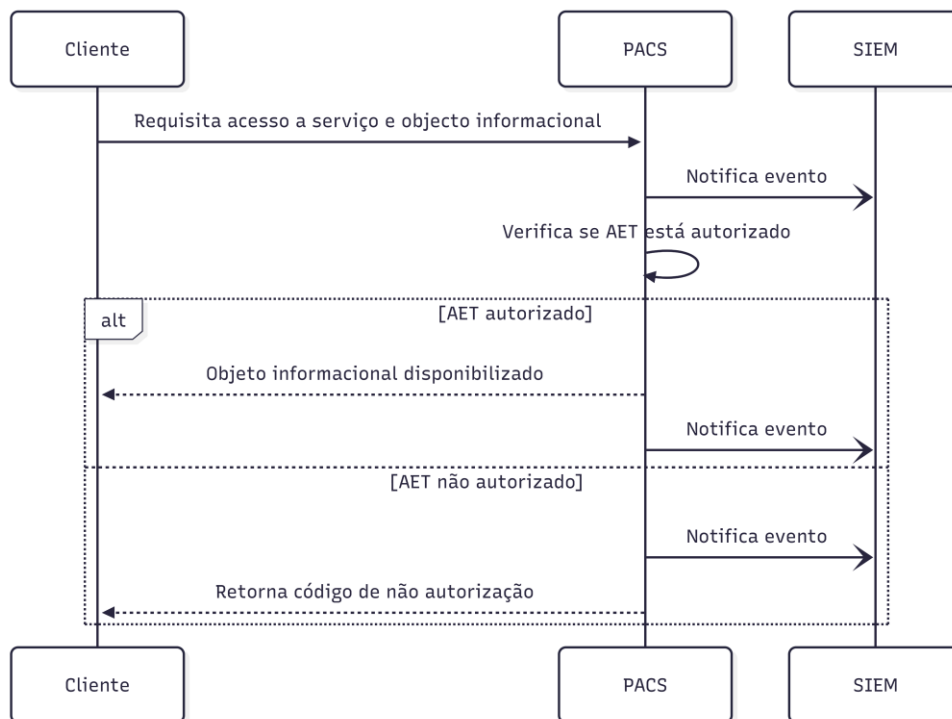 Cliente
PACS
SIEM
Requisita acesso a serviço e objecto informacional
Notifica evento
Verifica se AET está autorizado
alt
[AET autorizado]
Objeto informacional disponibilizado
Notifica evento
[AET não autorizado]
Notifica evento
Retorna código de não autorização
Cliente
PACS
SIEM